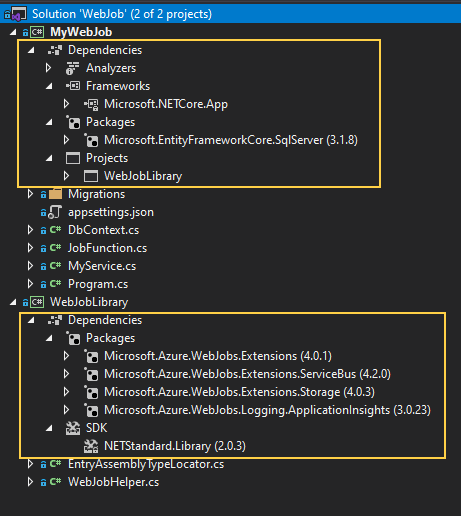 Solution 'WebJob' (2 of 2 projects)
C# MyWebJob
Dependencies
Analyzers
Frameworks
Microsoft.NETCore.App
Packages
Microsoft.EntityFrameworkCore.SqlServer (3.1.8)
Projects
WebJobLibrary
Migrations
appsettings.json
C# DbContext.cs
C# JobFunction.cs
C# MyService.cs
C# Program.cs
C# WebJobLibrary
Dependencies
Packages
Microsoft.Azure.WebJobs.Extensions (4.0.1)
Microsoft.Azure.WebJobs.Extensions.ServiceBus (4.2.0)
Microsoft.Azure.WebJobs.Extensions.Storage (4.0.3)
Microsoft.Azure.WebJobs.Logging.ApplicationInsights (3.0.23)
SDK
NETStandard.Library (2.0.3)
C# EntryAssemblyTypeLocator.cs
C# WebJobHelper.cs